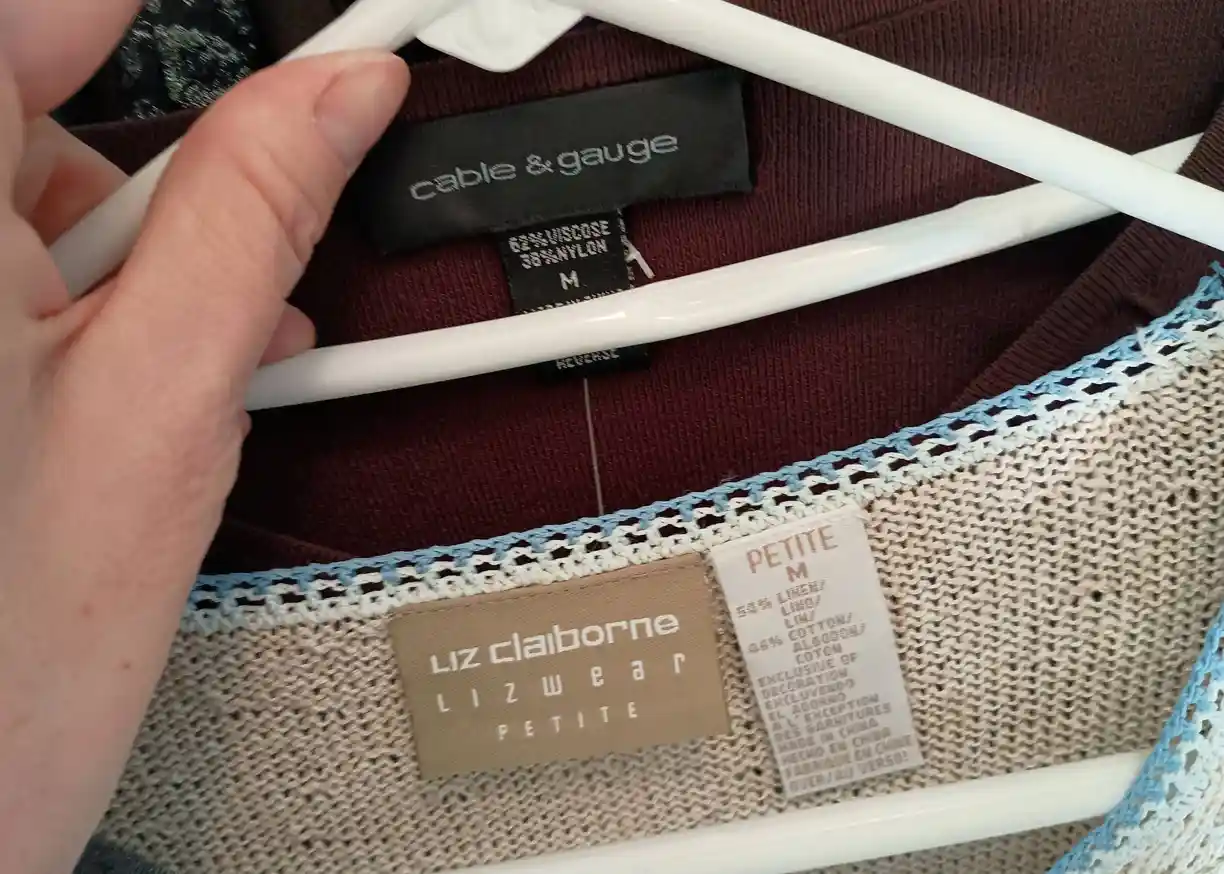 cable & gauge
62%VISCOSE
38%NYLON
M
REVERSE
LIZ claiborne
LIZwear
PETITE
PETITE
M
54% LINEN/
LINO/
LIN/
46% COTTON/
ALGODON/
COTON
EXCLUSIVE OF
DECORATION
EXCLUYENDO
EL ADORNO
A L'EXCEPTION
DES GARNITURES
MADE IN CHINA
HECHO EN CHINA
FABRIQUE EN CHINE
OVER/AU VERSO